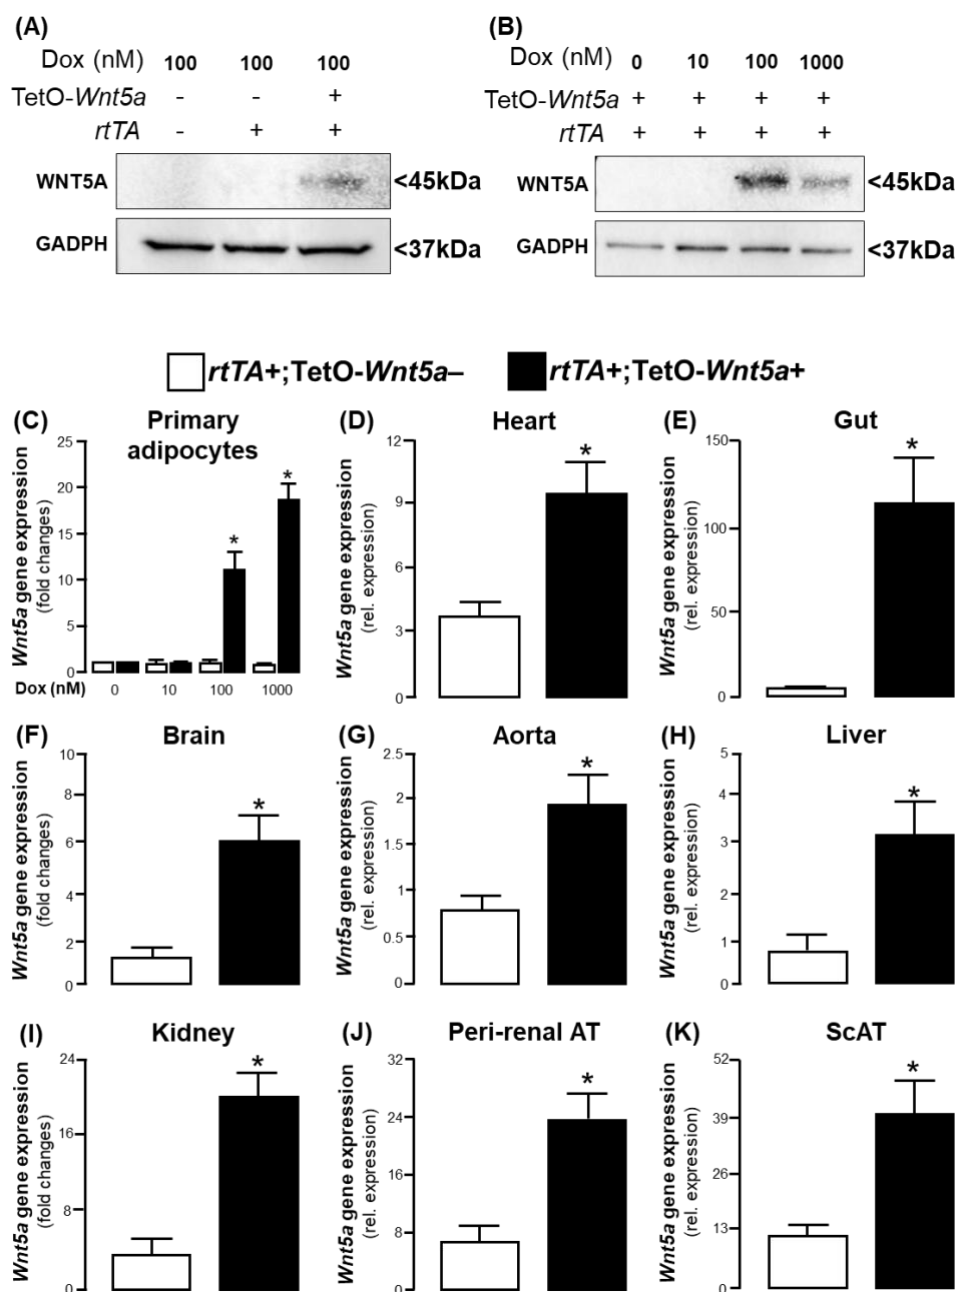 (A)
Dox (nM) 100 100 100
TetO-Wnt5a - - +
rtTA - + +
WNT5A <45kDa
GADPH <37kDa
(B)
Dox (nM) 0 10 100 1000
TetO-Wnt5a + + + +
rtTA + + + +
WNT5A <45kDa
GADPH <37kDa
rtTA+;TetO-Wnt5a– rtTA+;TetO-Wnt5a+
(C) Primary
adipocytes
Wnt5a gene expression
(fold changes)
25
20
15
10
5
0
* *
Dox (nM) 0 10 100 1000
(D) Heart
Wnt5a gene expression
(rel. expression)
12
9
6
3
0
*
(E) Gut
Wnt5a gene expression
(rel. expression)
150
100
50
0
*
(F) Brain
Wnt5a gene expression
(fold changes)
10
8
6
4
2
0
*
(G) Aorta
Wnt5a gene expression
(rel. expression)
2.5
2
1.5
1
0.5
0
*
(H) Liver
Wnt5a gene expression
(rel. expression)
5
4
3
2
1
0
*
(I) Kidney
Wnt5a gene expression
(fold changes)
24
16
8
0
*
(J) Peri-renal AT
Wnt5a gene expression
(rel. expression)
32
24
16
8
0
*
(K) ScAT
Wnt5a gene expression
(rel. expression)
52
39
26
13
0
*